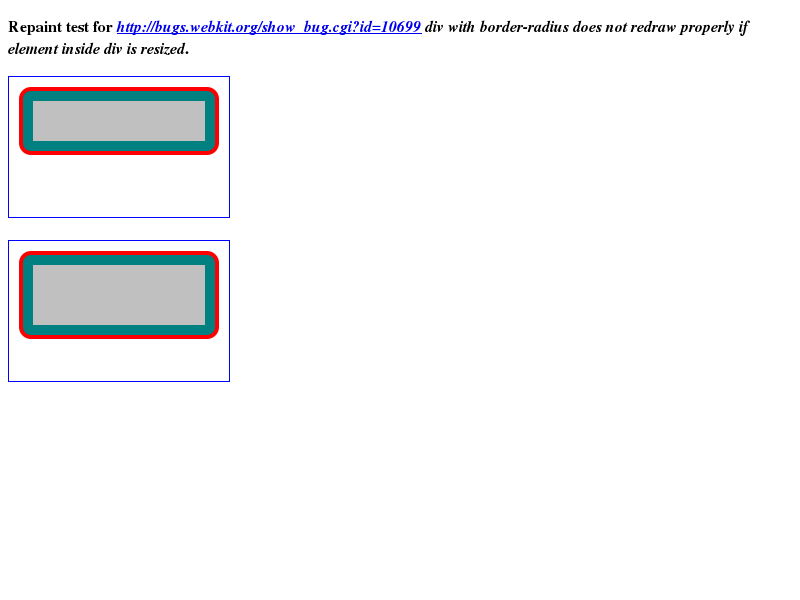 Repaint test for http://bugs.webkit.org/show_bug.cgi?id=10699 div with border-radius does not redraw properly if
element inside div is resized.